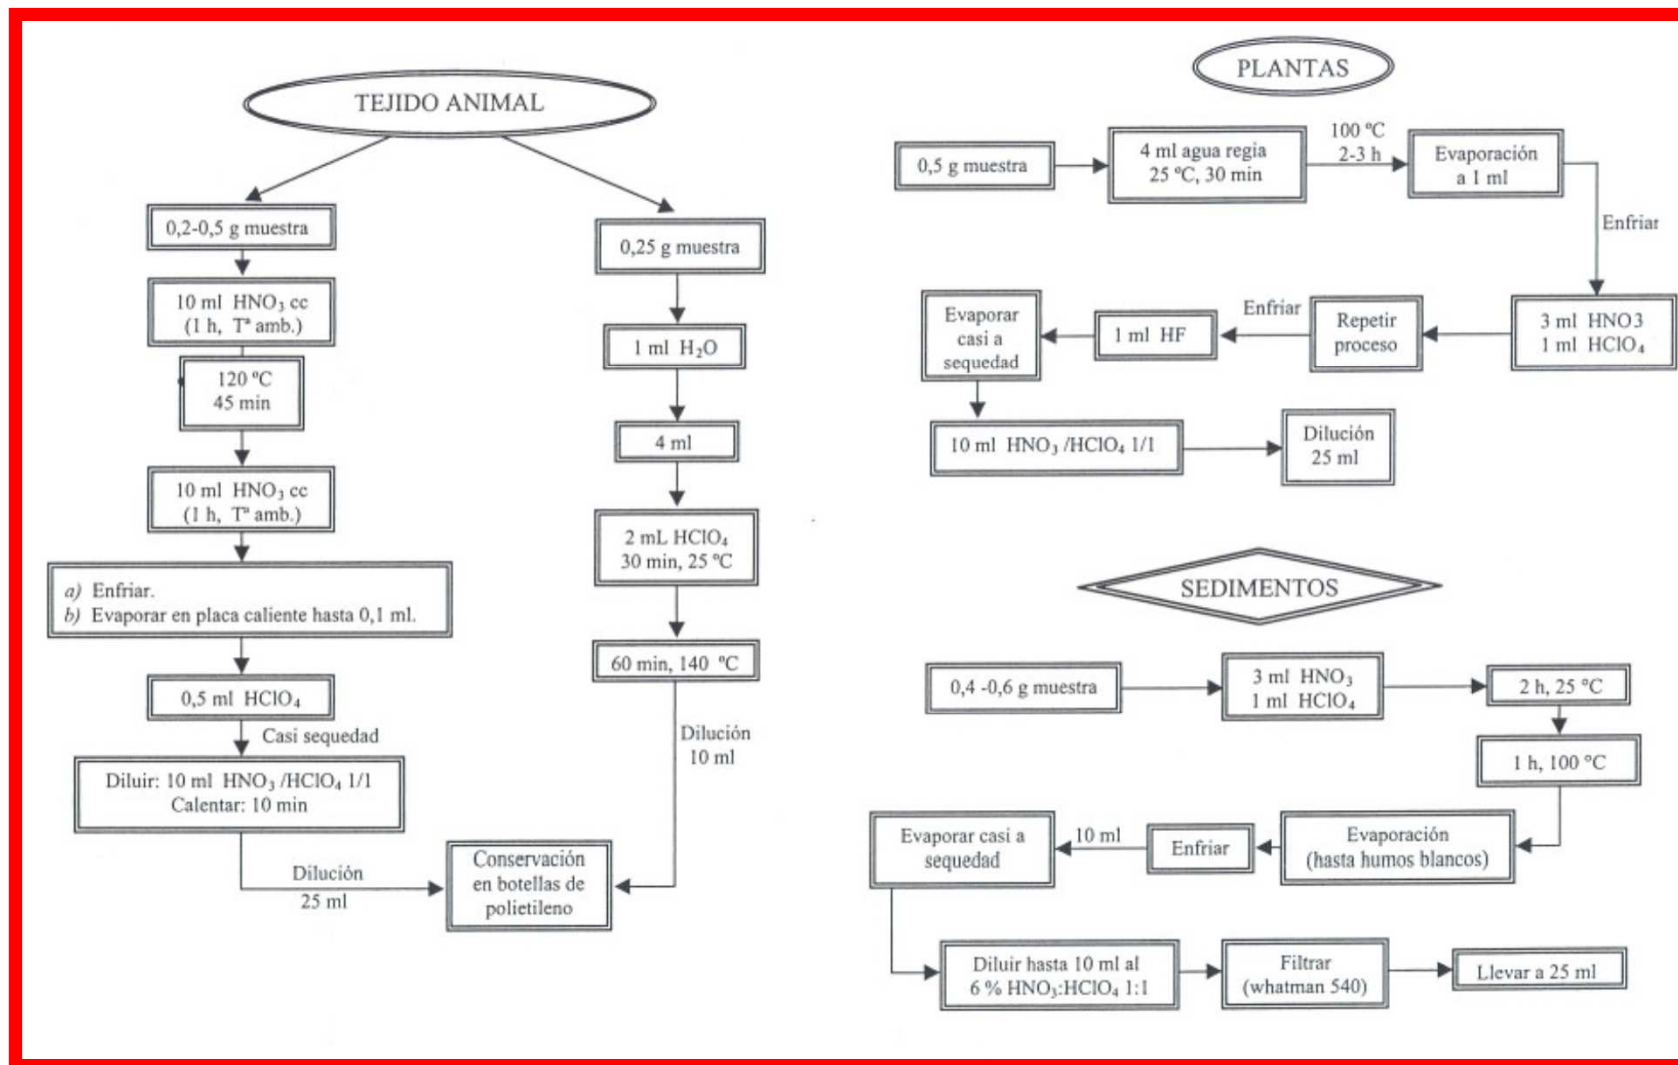 TEJIDO ANIMAL
0,2-0,5 g muestra
10 ml HNO₃ cc
(1 h, Tª amb.)
120 ºC
45 min
10 ml HNO₃ cc
(1 h, Tª amb.)
a) Enfriar.
b) Evaporar en placa caliente hasta 0,1 ml.
0,5 ml HClO₄
Casi sequedad
Diluir: 10 ml HNO₃ /HClO₄ 1/1
Calentar: 10 min
Dilución
25 ml
0,25 g muestra
1 ml H₂O
4 ml
2 mL HClO₄
30 min, 25 ºC
60 min, 140 ºC
Dilución
10 ml
Conservación
en botellas de
polietileno
PLANTAS
0,5 g muestra
4 ml agua regia
25 ºC, 30 min
100 ºC
2-3 h
Evaporación
a 1 ml
Enfriar
3 ml HNO3
1 ml HClO₄
Repetir
proceso
Enfriar
1 ml HF
Evaporar
casi a
sequedad
10 ml HNO₃ /HClO₄ 1/1
Dilución
25 ml
SEDIMENTOS
0,4 -0,6 g muestra
3 ml HNO₃
1 ml HClO₄
2 h, 25 ºC
1 h, 100 ºC
Evaporación
(hasta humos blancos)
Enfriar
10 ml
Evaporar casi a
sequedad
Diluir hasta 10 ml al
6 % HNO₃:HClO₄ 1:1
Filtrar
(whatman 540)
Llevar a 25 ml